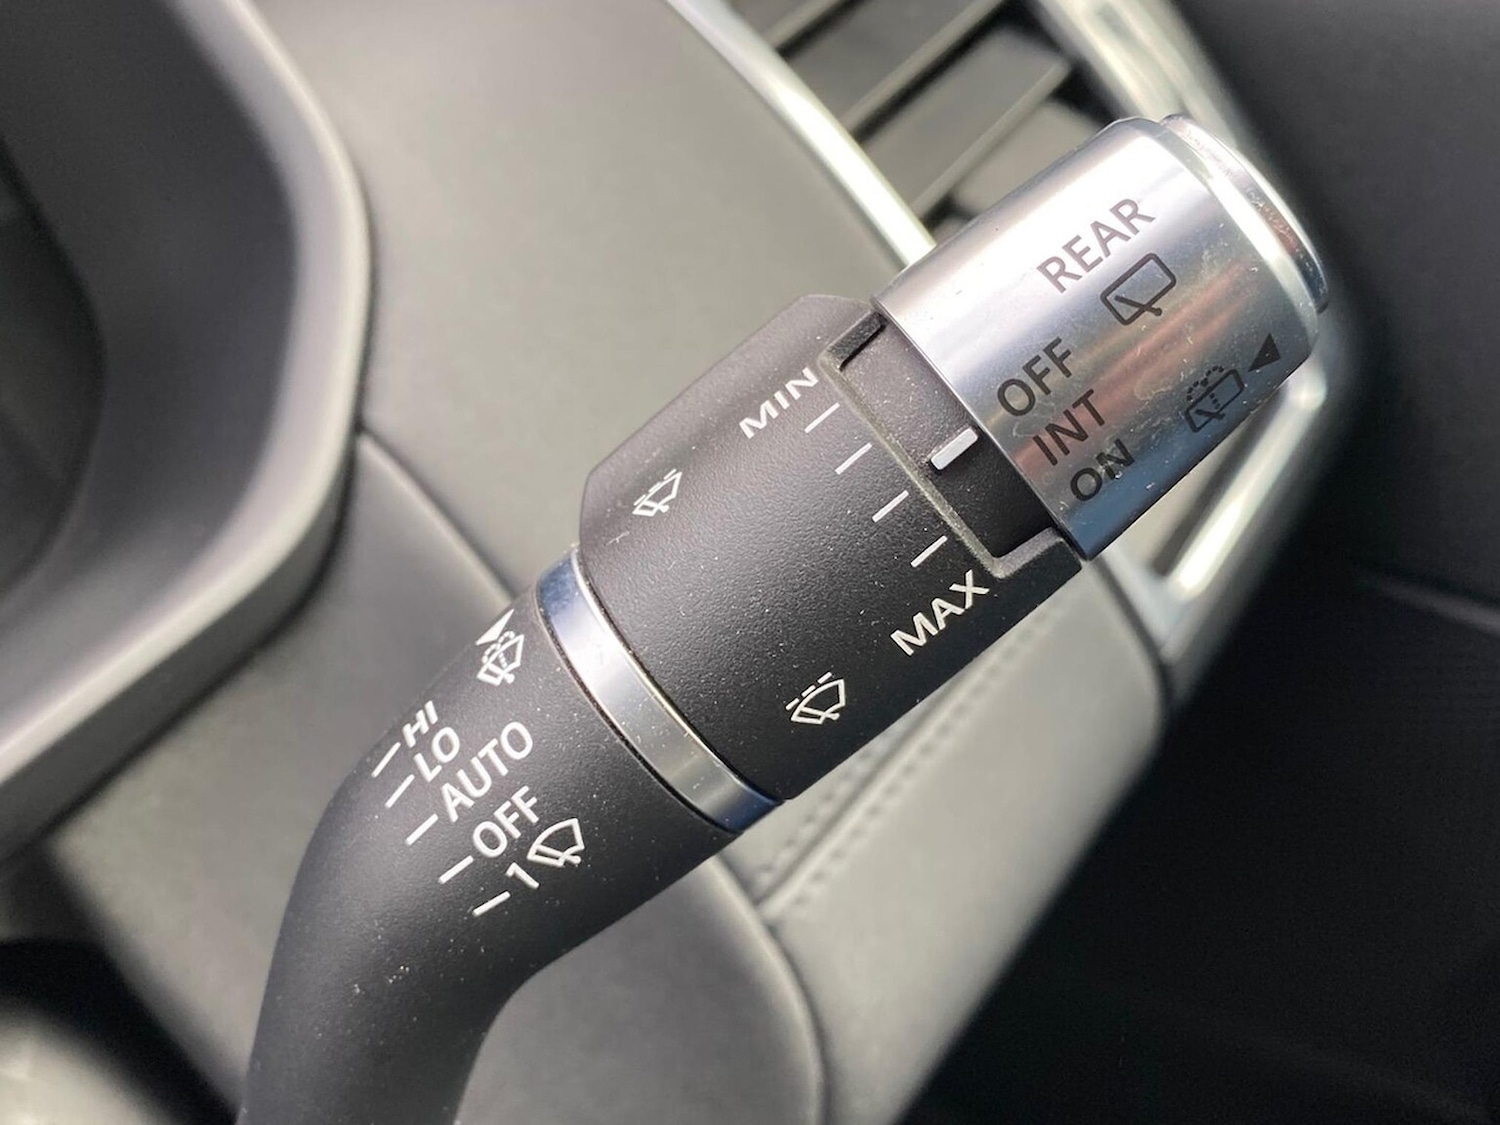 REAR
OFF
INT
ON
MIN
MAX
HI
LO
AUTO
OFF
1